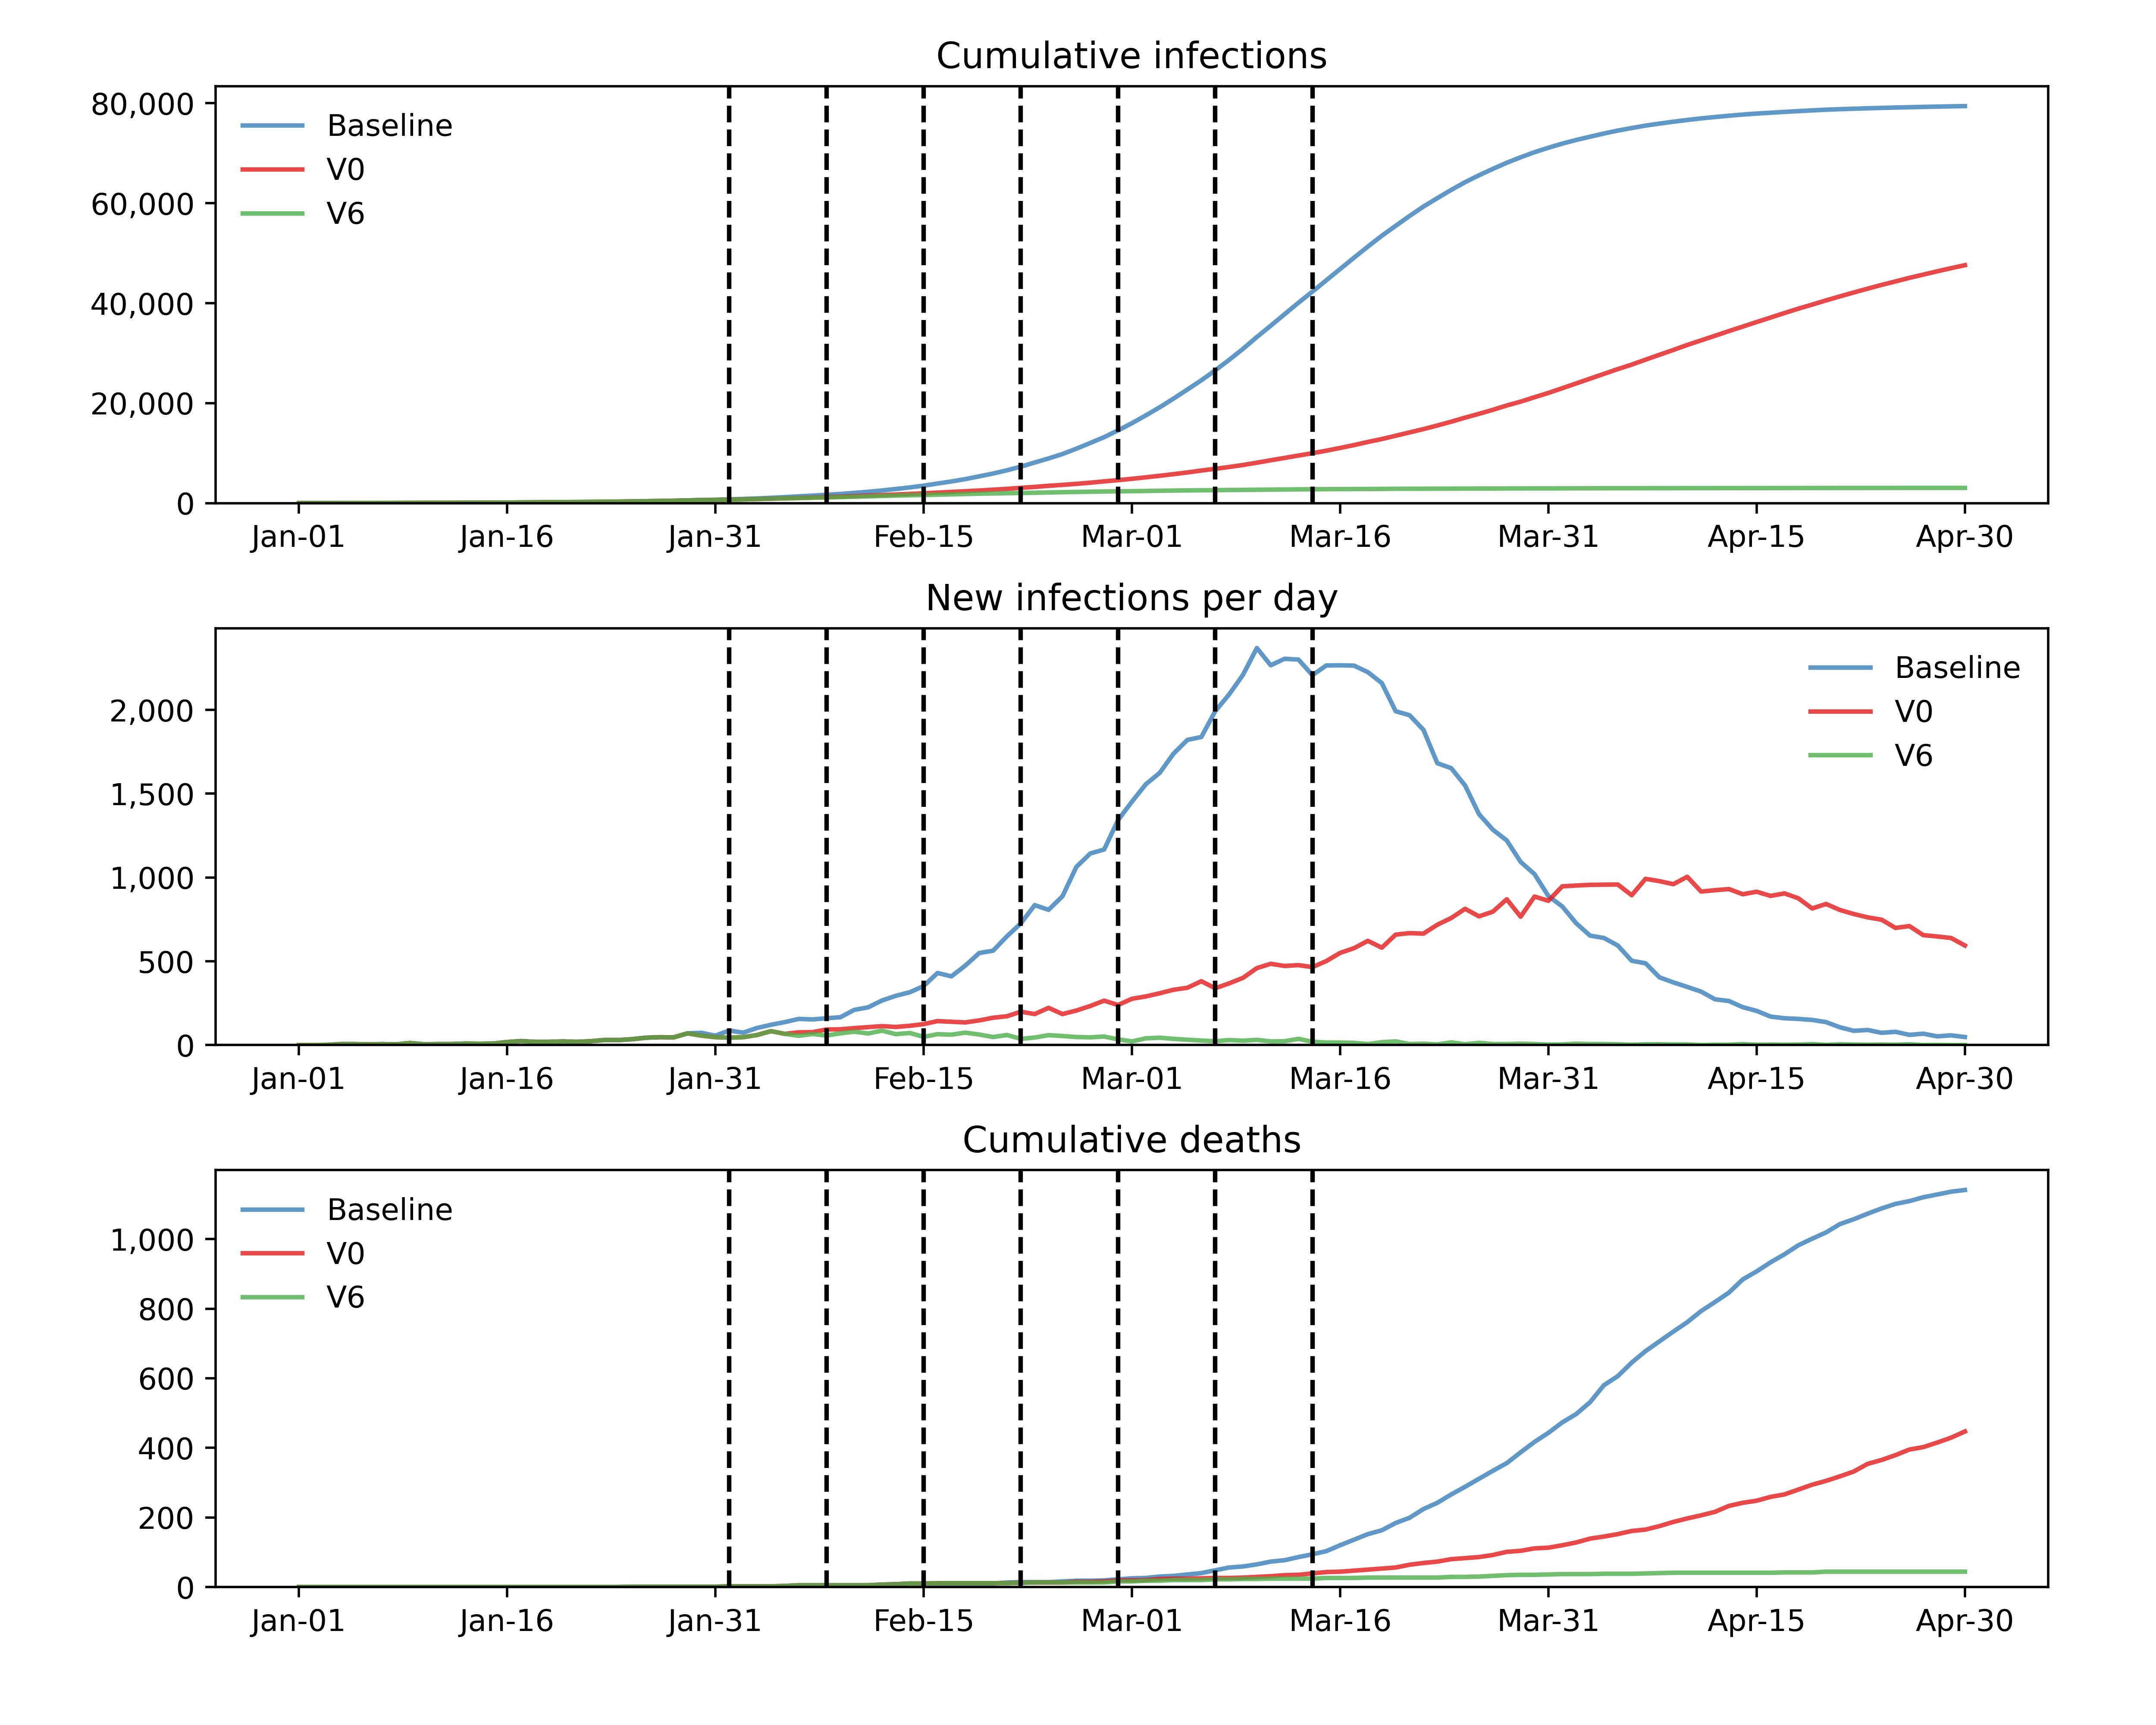 Cumulative infections
80,000
60,000
40,000
20,000
0
Baseline
V0
V6
Jan-01 Jan-16 Jan-31 Feb-15 Mar-01 Mar-16 Mar-31 Apr-15 Apr-30
New infections per day
2,000
1,500
1,000
500
0
Baseline
V0
V6
Jan-01 Jan-16 Jan-31 Feb-15 Mar-01 Mar-16 Mar-31 Apr-15 Apr-30
Cumulative deaths
1,000
800
600
400
200
0
Baseline
V0
V6
Jan-01 Jan-16 Jan-31 Feb-15 Mar-01 Mar-16 Mar-31 Apr-15 Apr-30